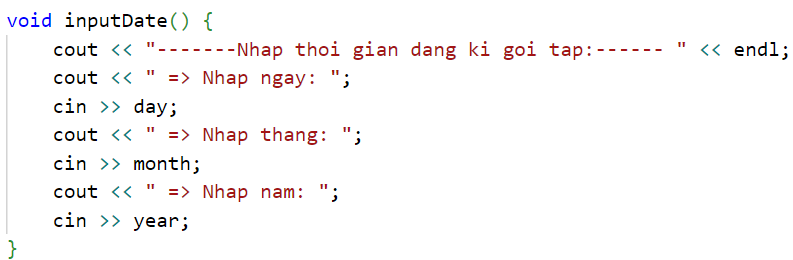 void inputDate() {
    cout << "-------Nhap thoi gian dang ki goi tap:------ " << endl;
    cout << " => Nhap ngay: ";
    cin >> day;
    cout << " => Nhap thang: ";
    cin >> month;
    cout << " => Nhap nam: ";
    cin >> year;
}